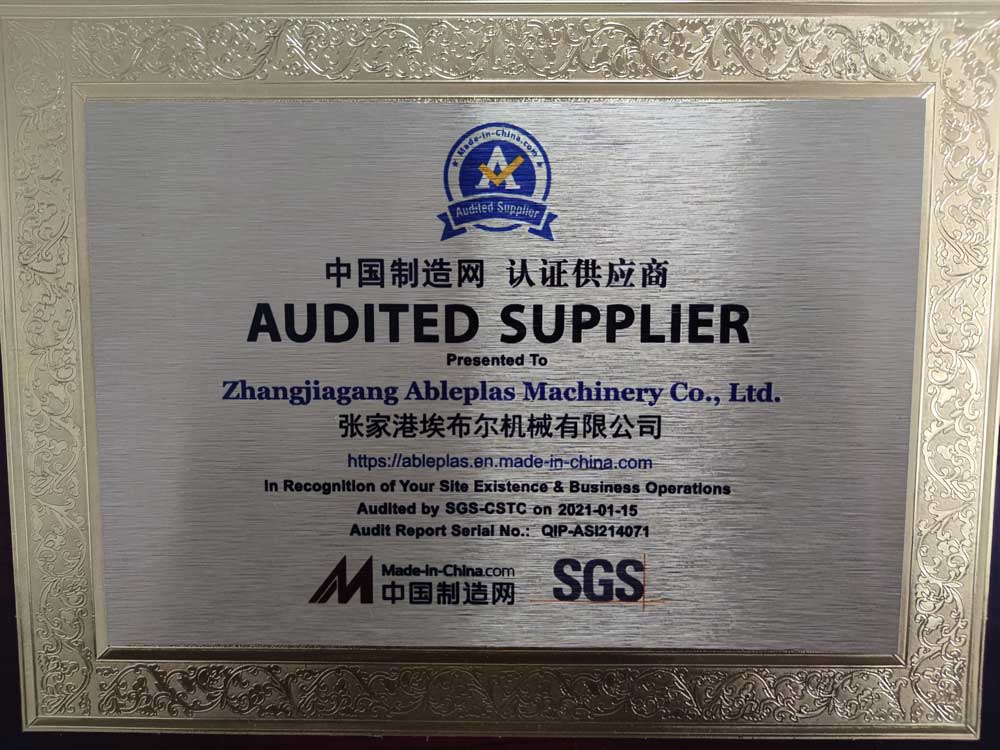 Made-in-China.com
A
Audited Supplier
中国制造网 认证供应商
AUDITED SUPPLIER
Presented To
Zhangjiagang Ableplas Machinery Co., Ltd.
张家港埃布尔机械有限公司
https://ableplas.en.made-in-china.com
In Recognition of Your Site Existence & Business Operations
Audited by SGS-CSTC on 2021-01-15
Audit Report Serial No.: QIP-ASI214071
Made-in-China.com
中国制造网
SGS